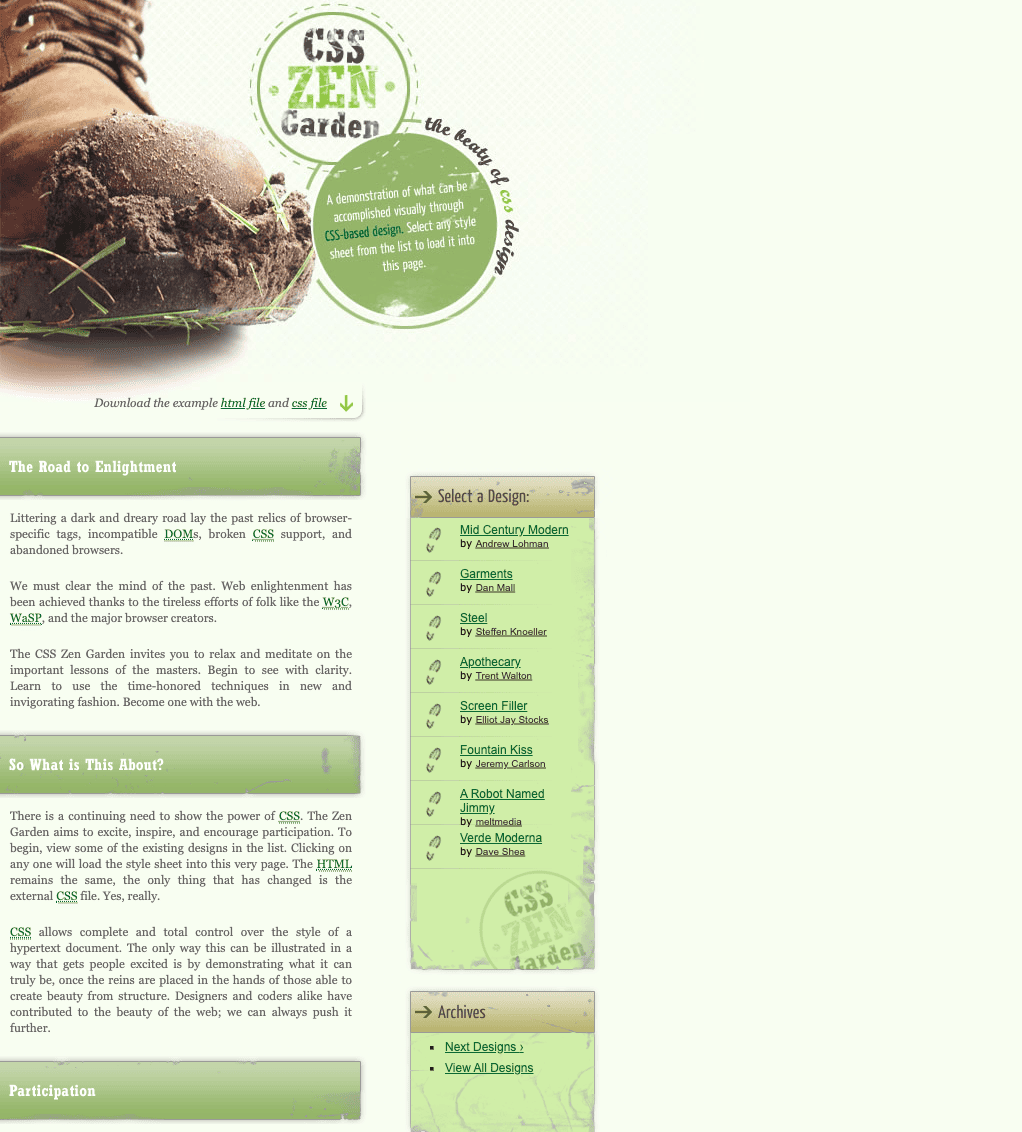 CSS
ZEN
Garden
the beaty of css design
A demonstration of what can be
accomplished visually through
CSS-based design. Select any style
sheet from the list to load it into
this page.
Download the example html file and css file
The Road to Enlightment
Littering a dark and dreary road lay the past relics of browser-
specific tags, incompatible DOMs, broken CSS support, and
abandoned browsers.
We must clear the mind of the past. Web enlightenment has
been achieved thanks to the tireless efforts of folk like the W3C,
WaSP, and the major browser creators.
The CSS Zen Garden invites you to relax and meditate on the
important lessons of the masters. Begin to see with clarity.
Learn to use the time-honored techniques in new and
invigorating fashion. Become one with the web.
So What is This About?
There is a continuing need to show the power of CSS. The Zen
Garden aims to excite, inspire, and encourage participation. To
begin, view some of the existing designs in the list. Clicking on
any one will load the style sheet into this very page. The HTML
remains the same, the only thing that has changed is the
external CSS file. Yes, really.
CSS allows complete and total control over the style of a
hypertext document. The only way this can be illustrated in a
way that gets people excited is by demonstrating what it can
truly be, once the reins are placed in the hands of those able to
create beauty from structure. Designers and coders alike have
contributed to the beauty of the web; we can always push it
further.
Participation
Select a Design:
Mid Century Modern
by Andrew Lohman
Garments
by Dan Mall
Steel
by Steffen Knoeller
Apothecary
by Trent Walton
Screen Filler
by Elliot Jay Stocks
Fountain Kiss
by Jeremy Carlson
A Robot Named
Jimmy
by meltmedia
Verde Moderna
by Dave Shea
CSS
ZEN
Garden
Archives
Next Designs ›
View All Designs